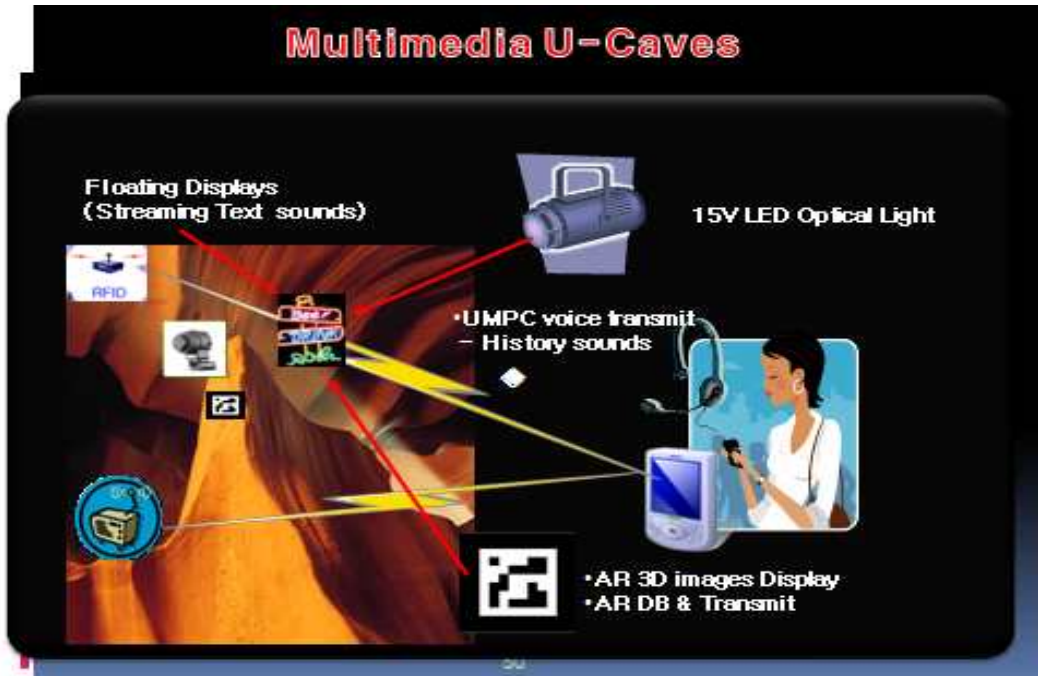 Multimedia U-Caves
Floating Displays
(Streaming Text sounds)
15V LED Optical Light
RFID
•UMPC voice transmit
- History sounds
•AR 3D images Display
•AR DB & Transmit